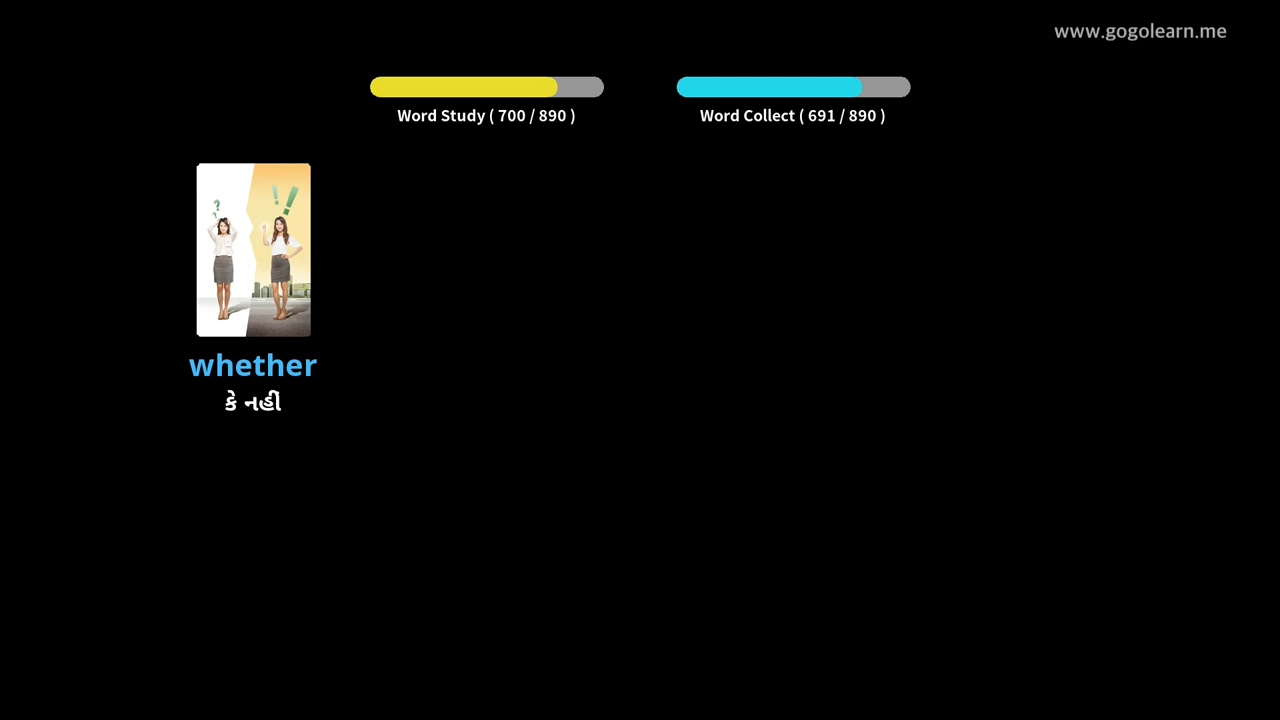 www.gogolearn.me
Word Study ( 700 / 890 )
Word Collect ( 691 / 890 )
whether
કે નહીં